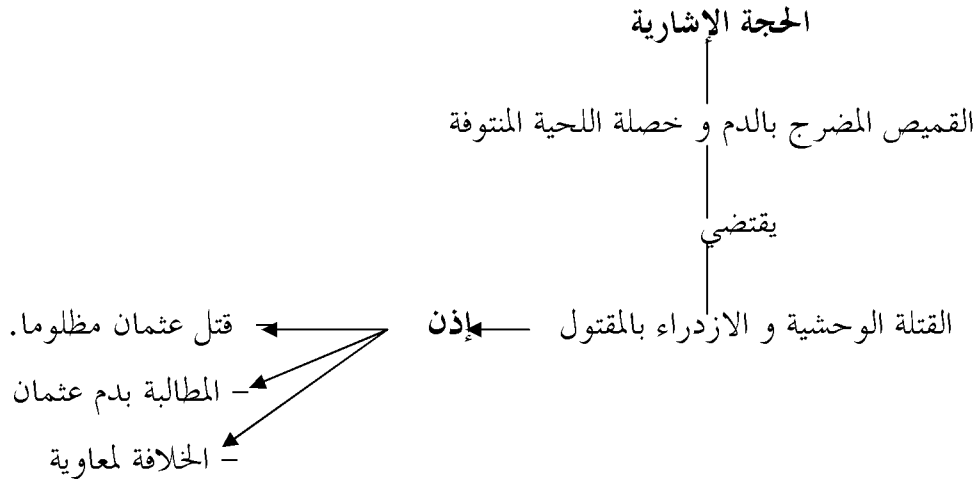 الحجة الإشارية
القميص المضرج بالدم و خصلة اللحية المنتوفة
يقتضي
القتلة الوحشية و الازدراء بالمقتول إذن – قتل عثمان مظلوما.
– المطالبة بدم عثمان
– الخلافة لمعاوية